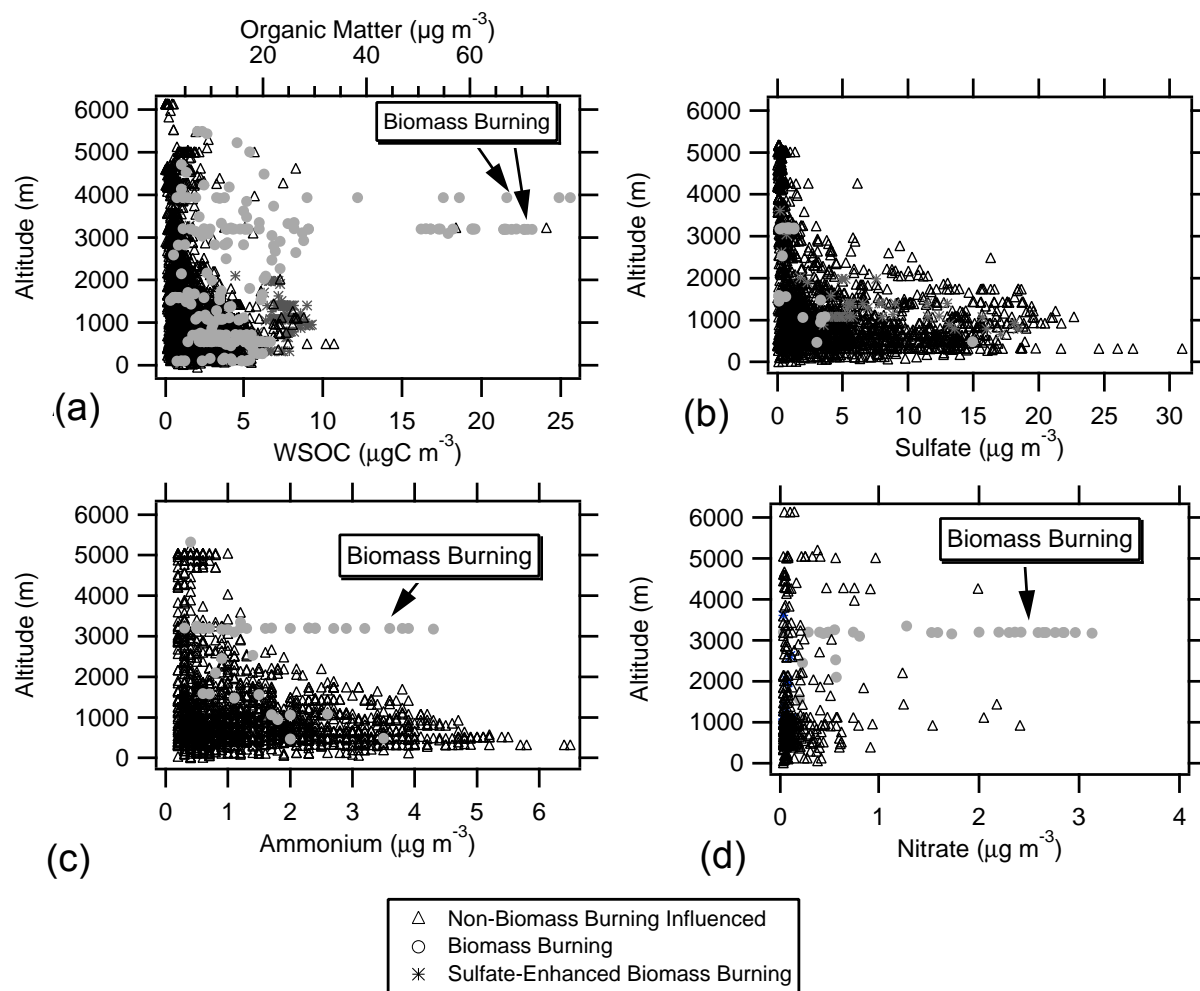 Organic Matter (µg m-3)
20 40 60
Biomass Burning
6000
5000
4000
3000
2000
1000
0
Altitude (m)
0 5 10 15 20 25
WSOC (µgC m-3)
(a)
6000
5000
4000
3000
2000
1000
0
Altitude (m)
0 5 10 15 20 25 30
Sulfate (µg m-3)
(b)
Biomass Burning
6000
5000
4000
3000
2000
1000
0
Altitude (m)
0 1 2 3 4 5 6
Ammonium (µg m-3)
(c)
Biomass Burning
6000
5000
4000
3000
2000
1000
0
Altitude (m)
0 1 2 3 4
Nitrate (µg m-3)
(d)
Non-Biomass Burning Influenced
Biomass Burning
Sulfate-Enhanced Biomass Burning